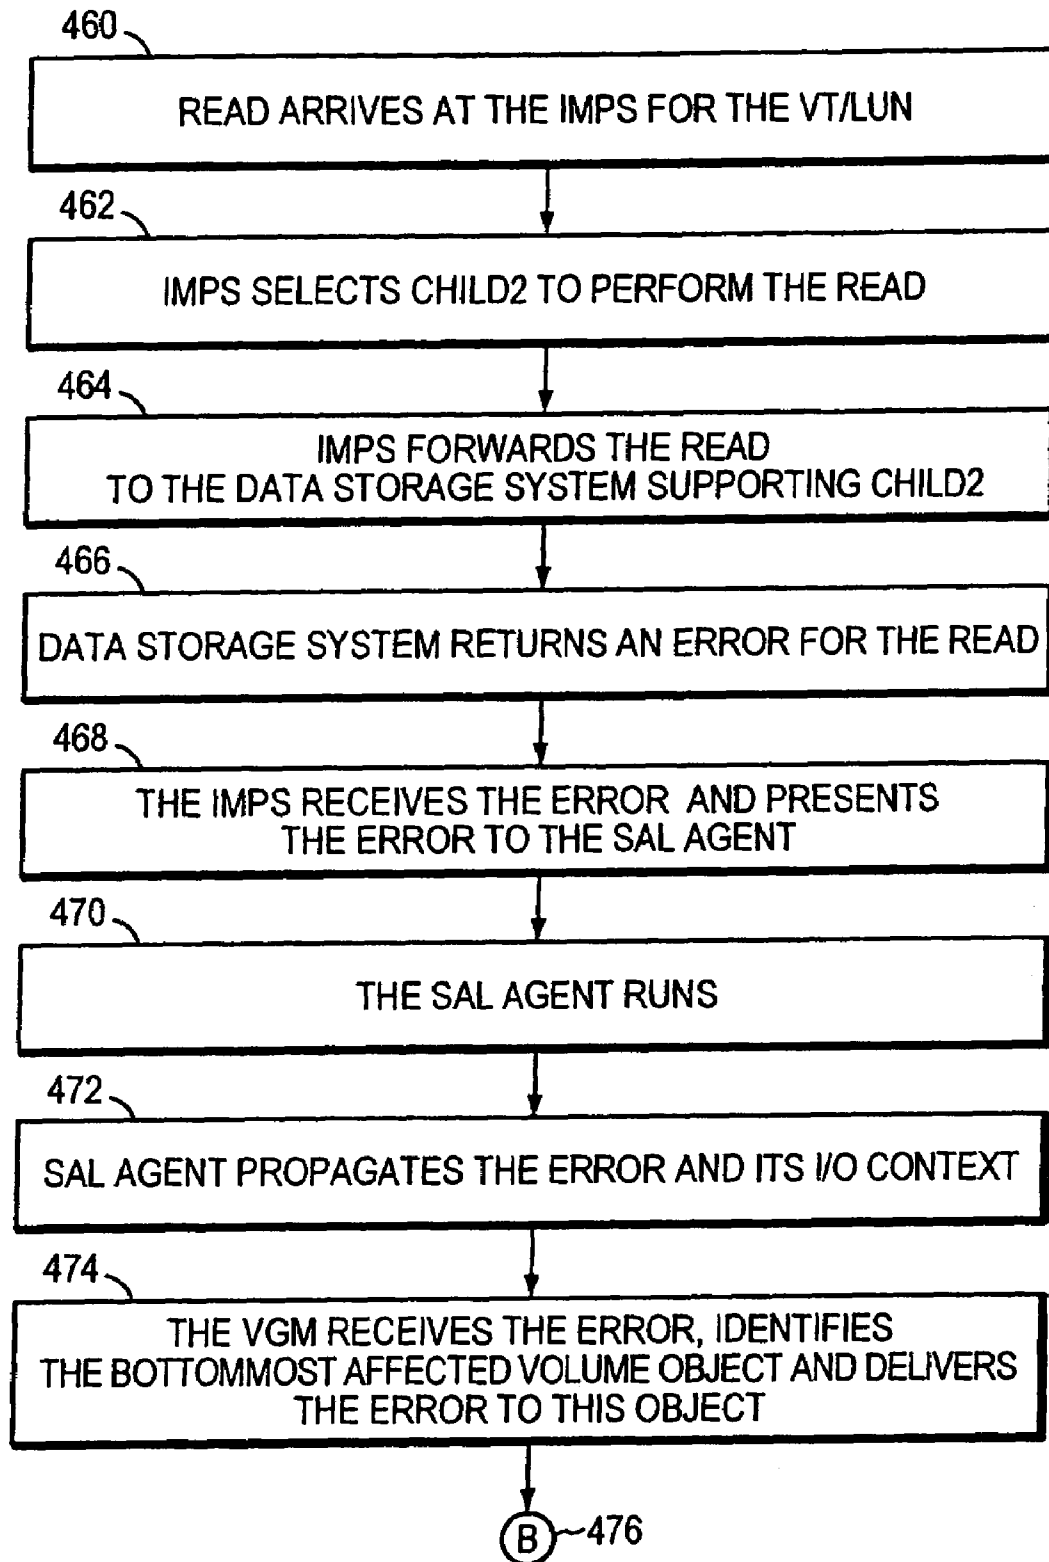 460
READ ARRIVES AT THE IMPS FOR THE VT/LUN
462
IMPS SELECTS CHILD2 TO PERFORM THE READ
464
IMPS FORWARDS THE READ
TO THE DATA STORAGE SYSTEM SUPPORTING CHILD2
466
DATA STORAGE SYSTEM RETURNS AN ERROR FOR THE READ
468
THE IMPS RECEIVES THE ERROR AND PRESENTS
THE ERROR TO THE SAL AGENT
470
THE SAL AGENT RUNS
472
SAL AGENT PROPAGATES THE ERROR AND ITS I/O CONTEXT
474
THE VGM RECEIVES THE ERROR, IDENTIFIES
THE BOTTOMMOST AFFECTED VOLUME OBJECT AND DELIVERS
THE ERROR TO THIS OBJECT
B 476